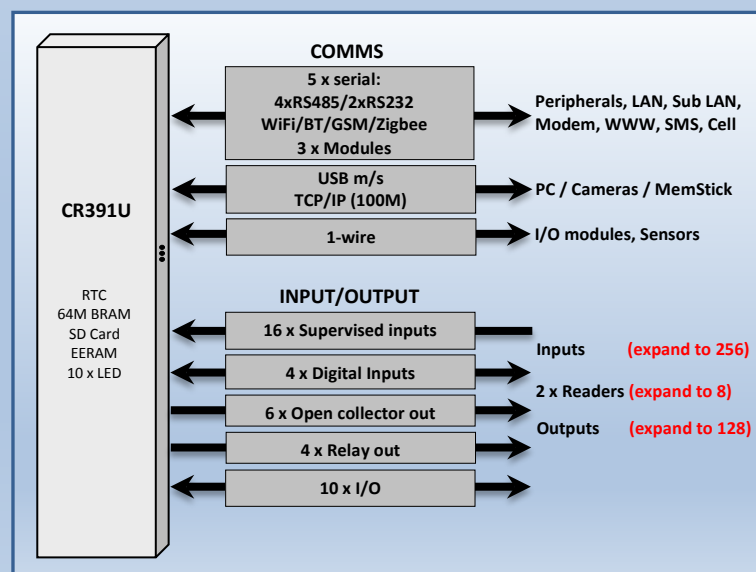 COMMS
5 x serial:
4xRS485/2xRS232
WiFi/BT/GSM/Zigbee
3 x Modules
Peripherals, LAN, Sub LAN,
Modem, WWW, SMS, Cell
USB m/s
TCP/IP (100M)
PC / Cameras / MemStick
1-wire
I/O modules, Sensors
CR391U
RTC
64M BRAM
SD Card
EERAM
10 x LED
INPUT/OUTPUT
16 x Supervised inputs
4 x Digital Inputs
6 x Open collector out
4 x Relay out
10 x I/O
Inputs (expand to 256)
2 x Readers (expand to 8)
Outputs (expand to 128)